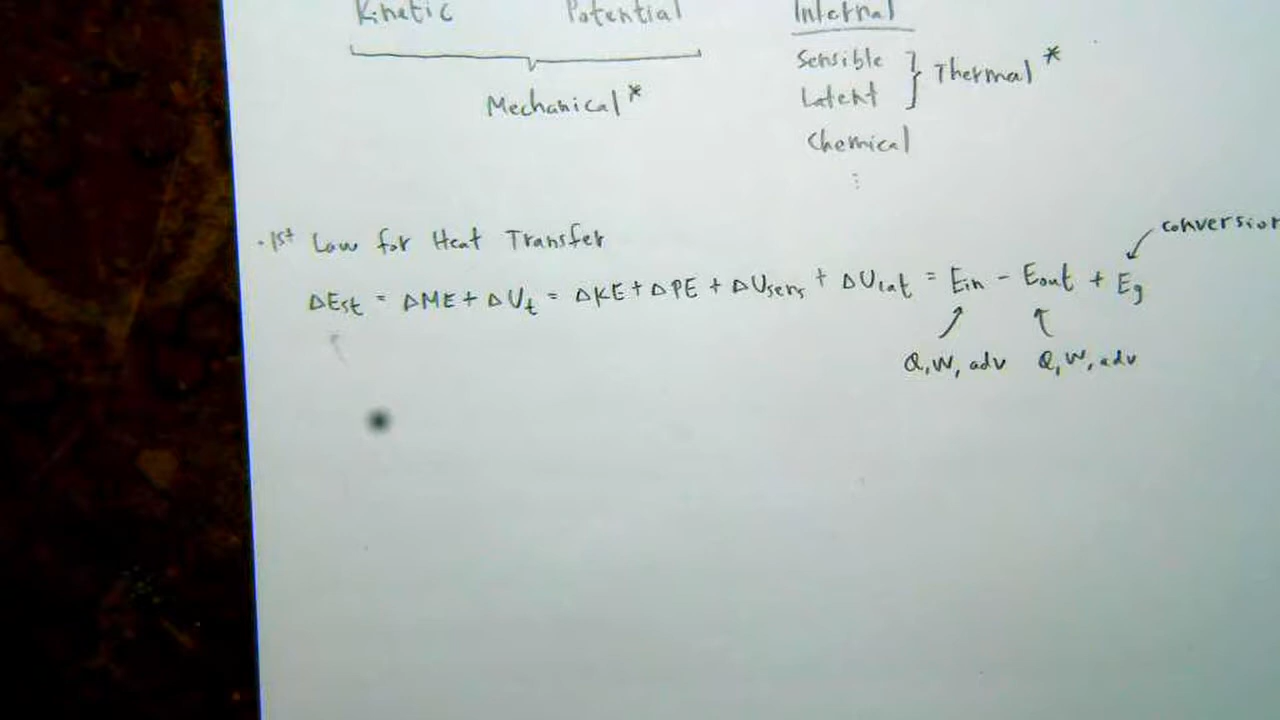 Kinetic Potential Internal
Sensible } Thermal *
Latent
Mechanical *
Chemical
⋮
conversion
· 1st Law for Heat Transfer
ΔEst = ΔME + ΔUt = ΔKE + ΔPE + ΔUsens + ΔUlat = Ein - Eout + Eg
Q, W, adv Q, W, adv